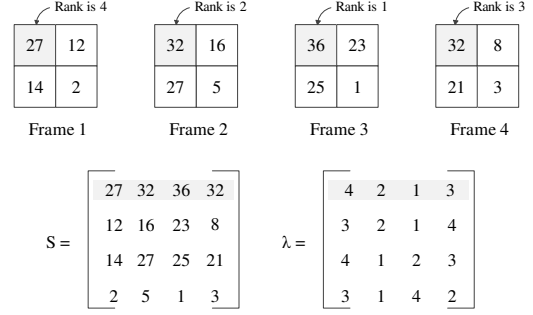 Rank is 4 Rank is 2 Rank is 1 Rank is 3
27 12 32 16 36 23 32 8
14 2 27 5 25 1 21 3
Frame 1 Frame 2 Frame 3 Frame 4
27 32 36 32 4 2 1 3
12 16 23 8 3 2 1 4
S = λ =
14 27 25 21 4 1 2 3
2 5 1 3 3 1 4 2